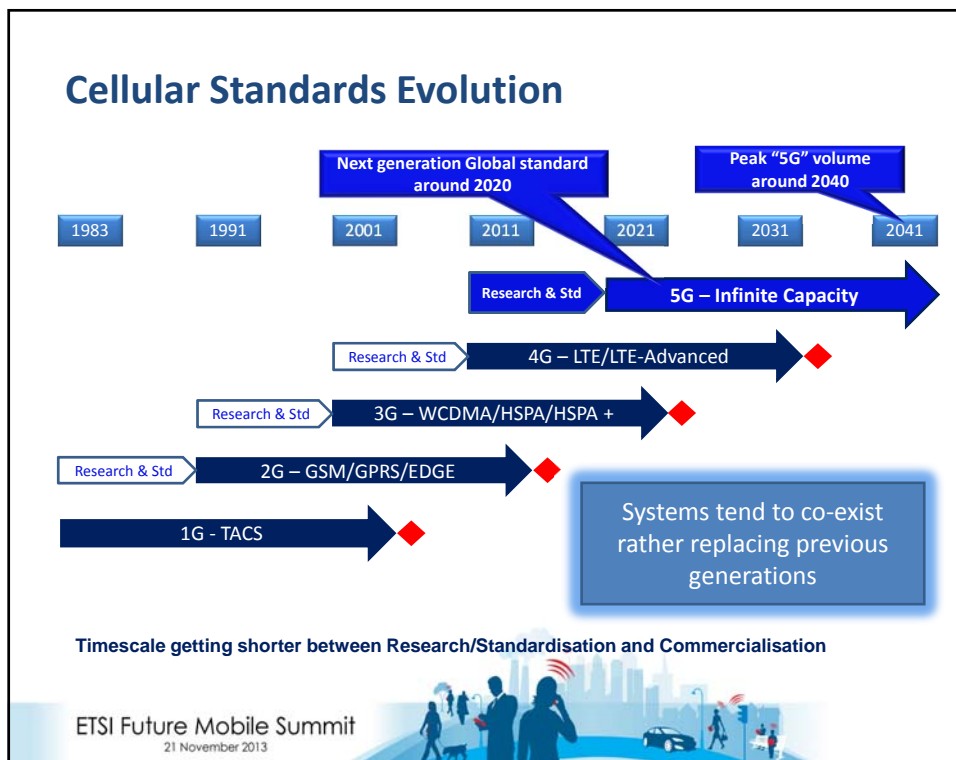 Cellular Standards Evolution
Next generation Global standard
around 2020
Peak “5G” volume
around 2040
1983
1991
2001
2011
2021
2031
2041
Research & Std
5G – Infinite Capacity
Research & Std
4G – LTE/LTE-Advanced
Research & Std
3G – WCDMA/HSPA/HSPA +
Research & Std
2G – GSM/GPRS/EDGE
1G - TACS
Systems tend to co-exist
rather replacing previous
generations
Timescale getting shorter between Research/Standardisation and Commercialisation
ETSI Future Mobile Summit
21 November 2013